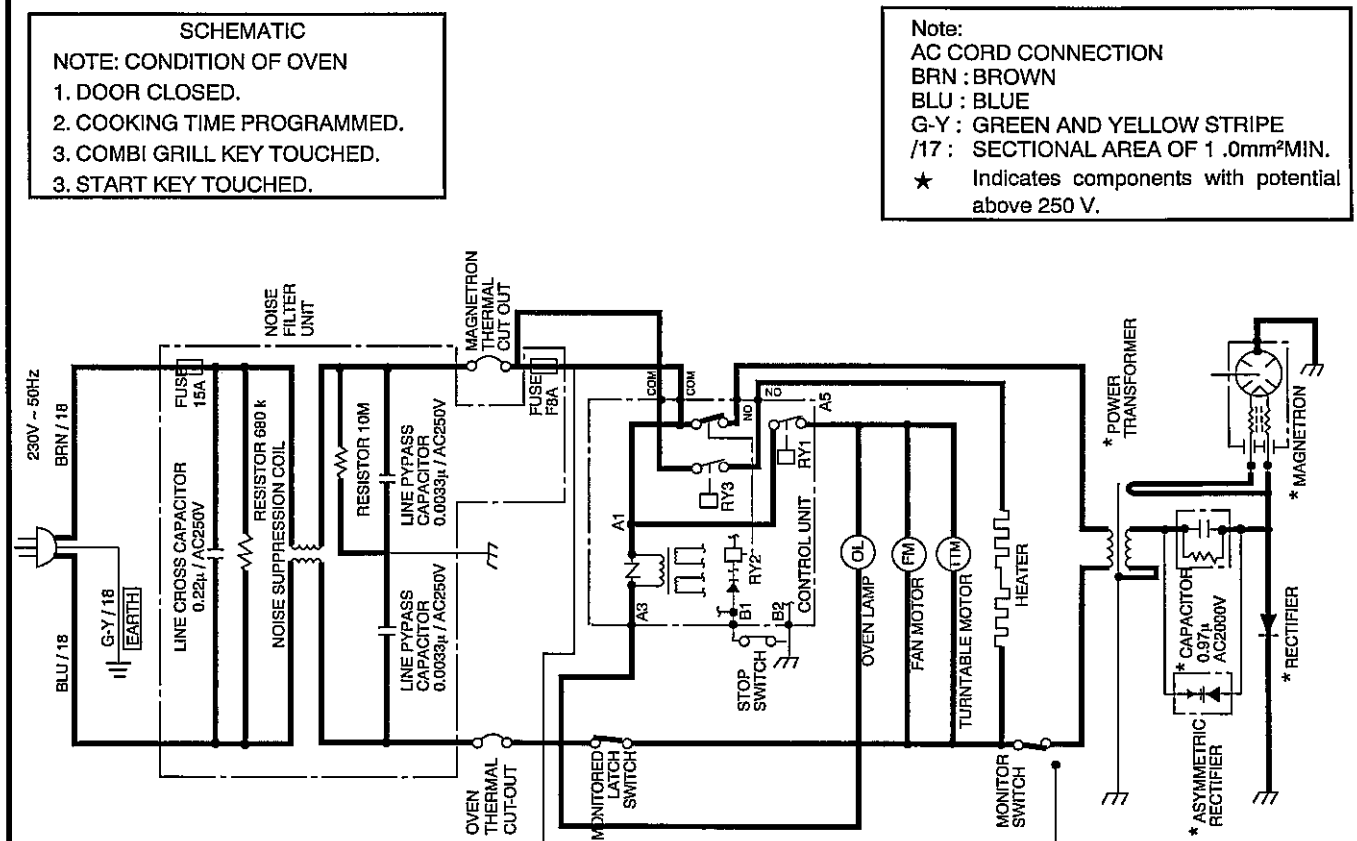 SCHEMATIC
NOTE: CONDITION OF OVEN
1. DOOR CLOSED.
2. COOKING TIME PROGRAMMED.
3. COMBI GRILL KEY TOUCHED.
3. START KEY TOUCHED.
Note:
AC CORD CONNECTION
BRN : BROWN
BLU : BLUE
G-Y : GREEN AND YELLOW STRIPE
/17 : SECTIONAL AREA OF 1 .0mm²MIN.
★ Indicates components with potential
above 250 V.
230V ~ 50Hz
BRN / 18
BLU / 18
G-Y / 18
EARTH
NOISE
FILTER
UNIT
FUSE
15A
LINE CROSS CAPACITOR
0.22μ / AC250V
RESISTOR 680 k
NOISE SUPPRESSION COIL
RESISTOR 10M
LINE PYPASS
CAPACITOR
0.0033μ / AC250V
LINE PYPASS
CAPACITOR
0.0033μ / AC250V
MAGNETRON
THERMAL
CUT OUT
FUSE
F8A
OVEN
THERMAL
CUT-OUT
MONITORED
LATCH
SWITCH
COM
COM
NO
NO
A1
A3
A5
RY1
RY2
RY3
B1
B2
CONTROL UNIT
STOP
SWITCH
OL
OVEN LAMP
FM
FAN MOTOR
TTM
TURNTABLE MOTOR
HEATER
MONITOR
SWITCH
* POWER
TRANSFORMER
* MAGNETRON
* CAPACITOR
0.97μ
AC2000V
* RECTIFIER
* ASYMMETRIC
RECTIFIER